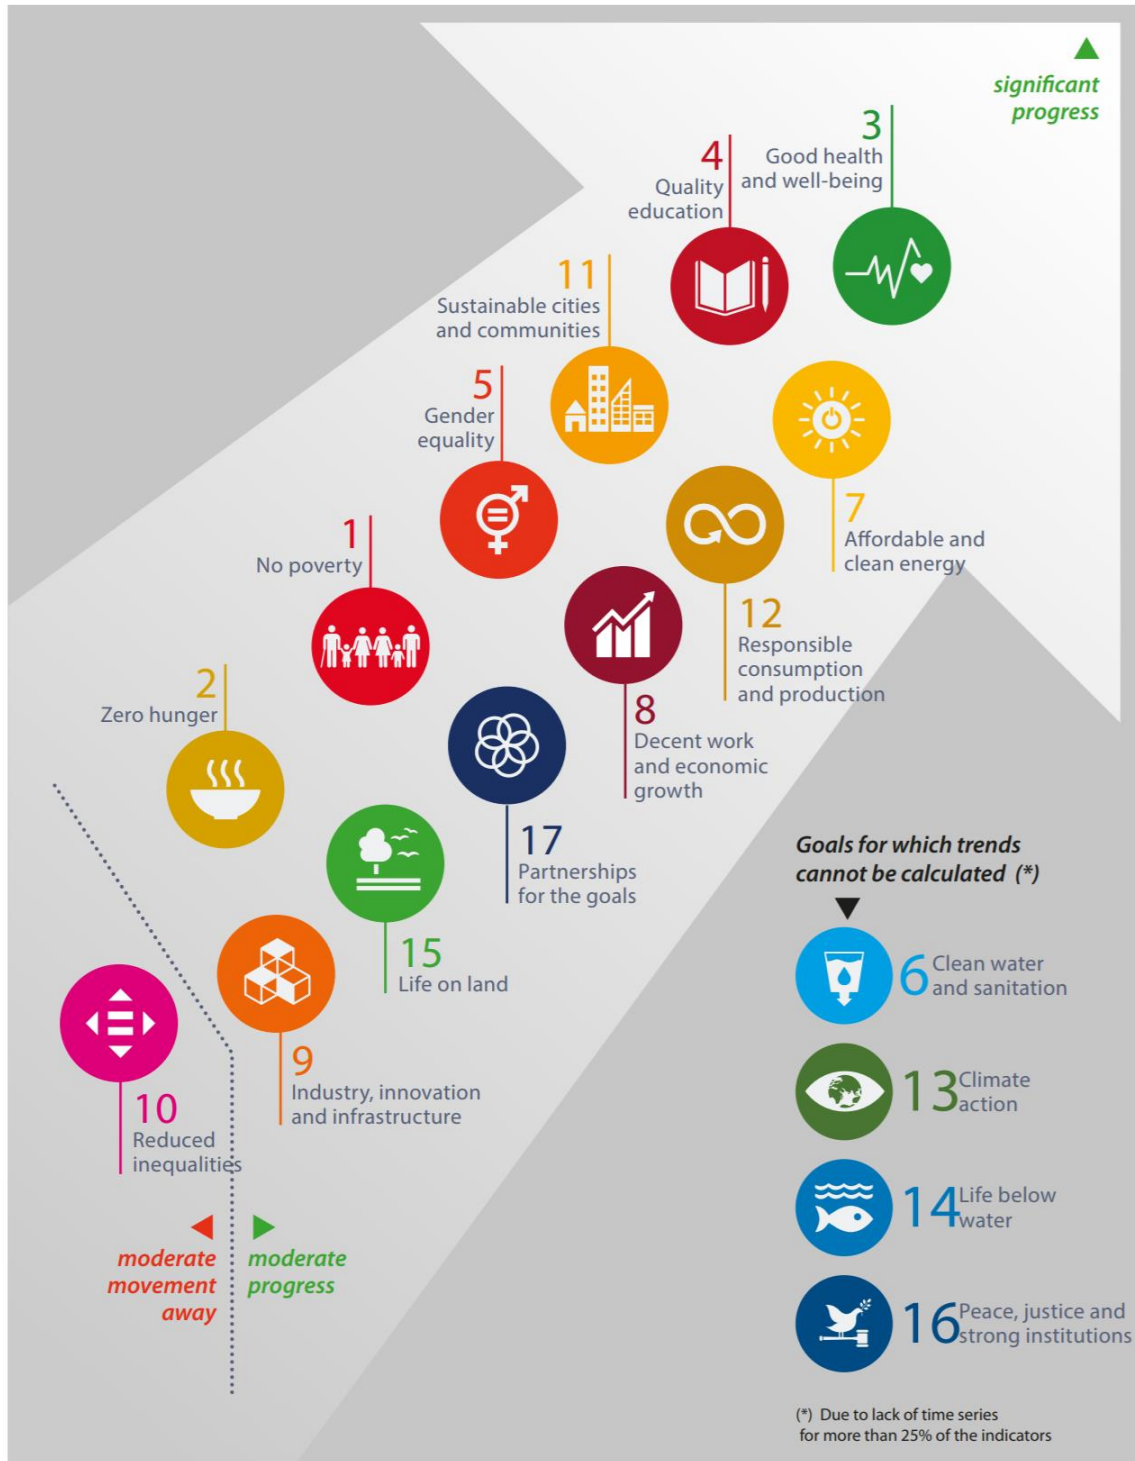 significant
progress
3
Good health
and well-being
4
Quality
education
11
Sustainable cities
and communities
5
Gender
equality
7
Affordable and
clean energy
1
No poverty
12
Responsible
consumption
and production
2
Zero hunger
8
Decent work
and economic
growth
17
Partnerships
for the goals
15
Life on land
9
Industry, innovation
and infrastructure
10
Reduced
inequalities
moderate
movement
away
moderate
progress
Goals for which trends
cannot be calculated (*)
6 Clean water
and sanitation
13 Climate
action
14 Life below
water
16 Peace, justice and
strong institutions
(*) Due to lack of time series
for more than 25% of the indicators